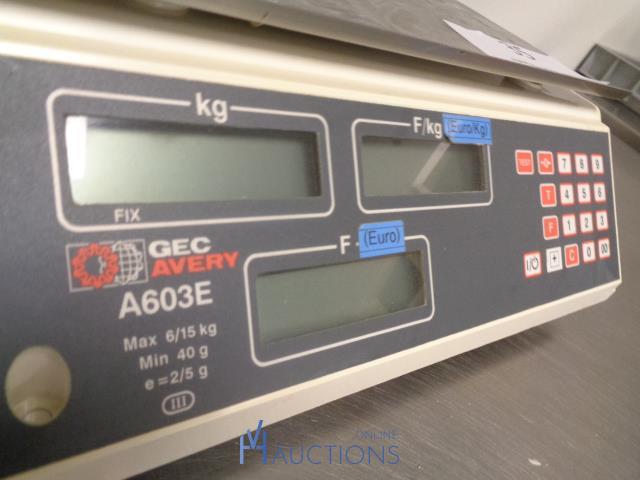 kg
F/kg (Euro/Kg)
FIX
F - (Euro)
GEC
AVERY
A603E
Max 6/15 kg
Min 40 g
e = 2/5 g
III
TEST 7 8 9
T 4 5 6
F 1 2 3
I/ + C 0 00
ONLINE
AUCTIONS